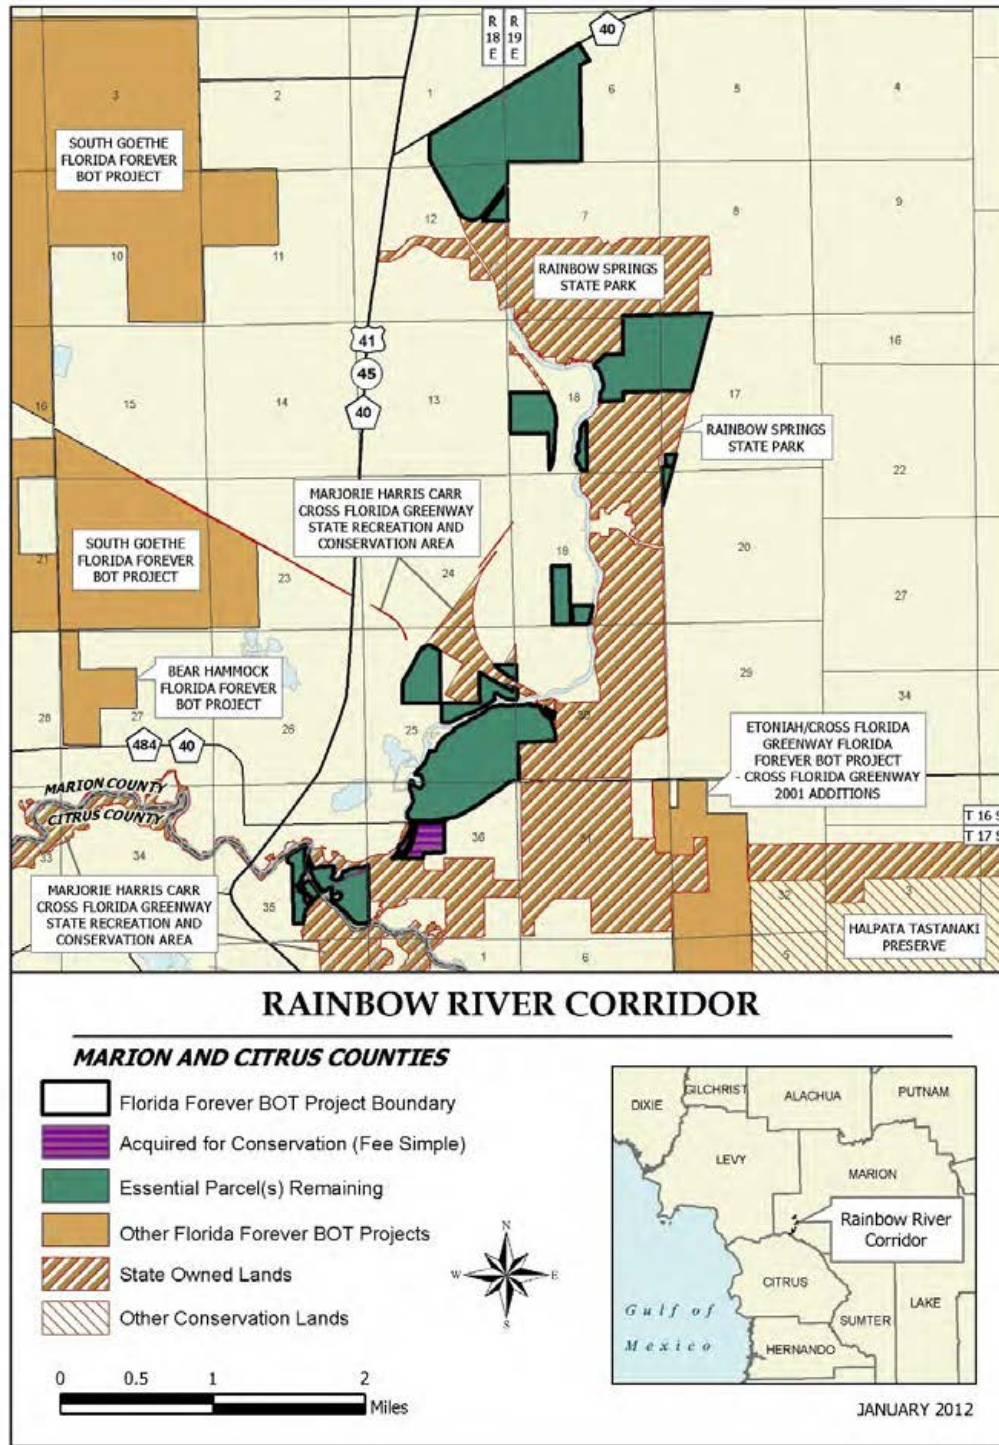 R
18
E
R
19
E
40
3
2
1
6
5
4
SOUTH GOETHE
FLORIDA FOREVER
BOT PROJECT
12
7
8
9
10
11
RAINBOW SPRINGS
STATE PARK
41
45
40
16
15
14
13
18
17
16
RAINBOW SPRINGS
STATE PARK
22
MARJORIE HARRIS CARR
CROSS FLORIDA GREENWAY
STATE RECREATION AND
CONSERVATION AREA
SOUTH GOETHE
FLORIDA FOREVER
BOT PROJECT
21
23
24
19
20
27
BEAR HAMMOCK
FLORIDA FOREVER
BOT PROJECT
28
27
26
25
30
29
34
484
40
ETONIAH/CROSS FLORIDA
GREENWAY FLORIDA
FOREVER BOT PROJECT
- CROSS FLORIDA GREENWAY
2001 ADDITIONS
MARION COUNTY
CITRUS COUNTY
T 16 S
T 17 S
33
34
36
31
MARJORIE HARRIS CARR
CROSS FLORIDA GREENWAY
STATE RECREATION AND
CONSERVATION AREA
35
32
3
HALPATA TASTANAKI
PRESERVE
1
6
5
RAINBOW RIVER CORRIDOR
MARION AND CITRUS COUNTIES
Florida Forever BOT Project Boundary
Acquired for Conservation (Fee Simple)
Essential Parcel(s) Remaining
Other Florida Forever BOT Projects
State Owned Lands
Other Conservation Lands
N
W
E
S
0 0.5 1 2
Miles
DIXIE
GILCHRIST
ALACHUA
PUTNAM
LEVY
MARION
Rainbow River
Corridor
CITRUS
LAKE
Gulf of
Mexico
SUMTER
HERNANDO
JANUARY 2012